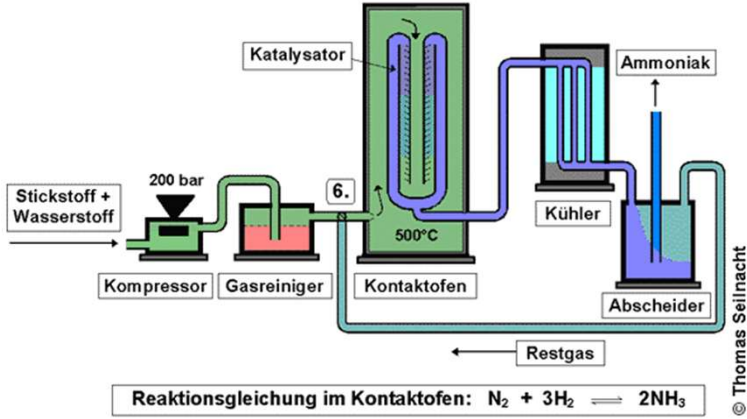 Katalysator
Ammoniak
200 bar
6.
Stickstoff +
Wasserstoff
500°C
Kühler
Kompressor
Gasreiniger
Kontaktofen
Abscheider
Restgas
Reaktionsgleichung im Kontaktofen: N₂ + 3H₂ ⇌ 2NH₃
© Thomas Seilnacht